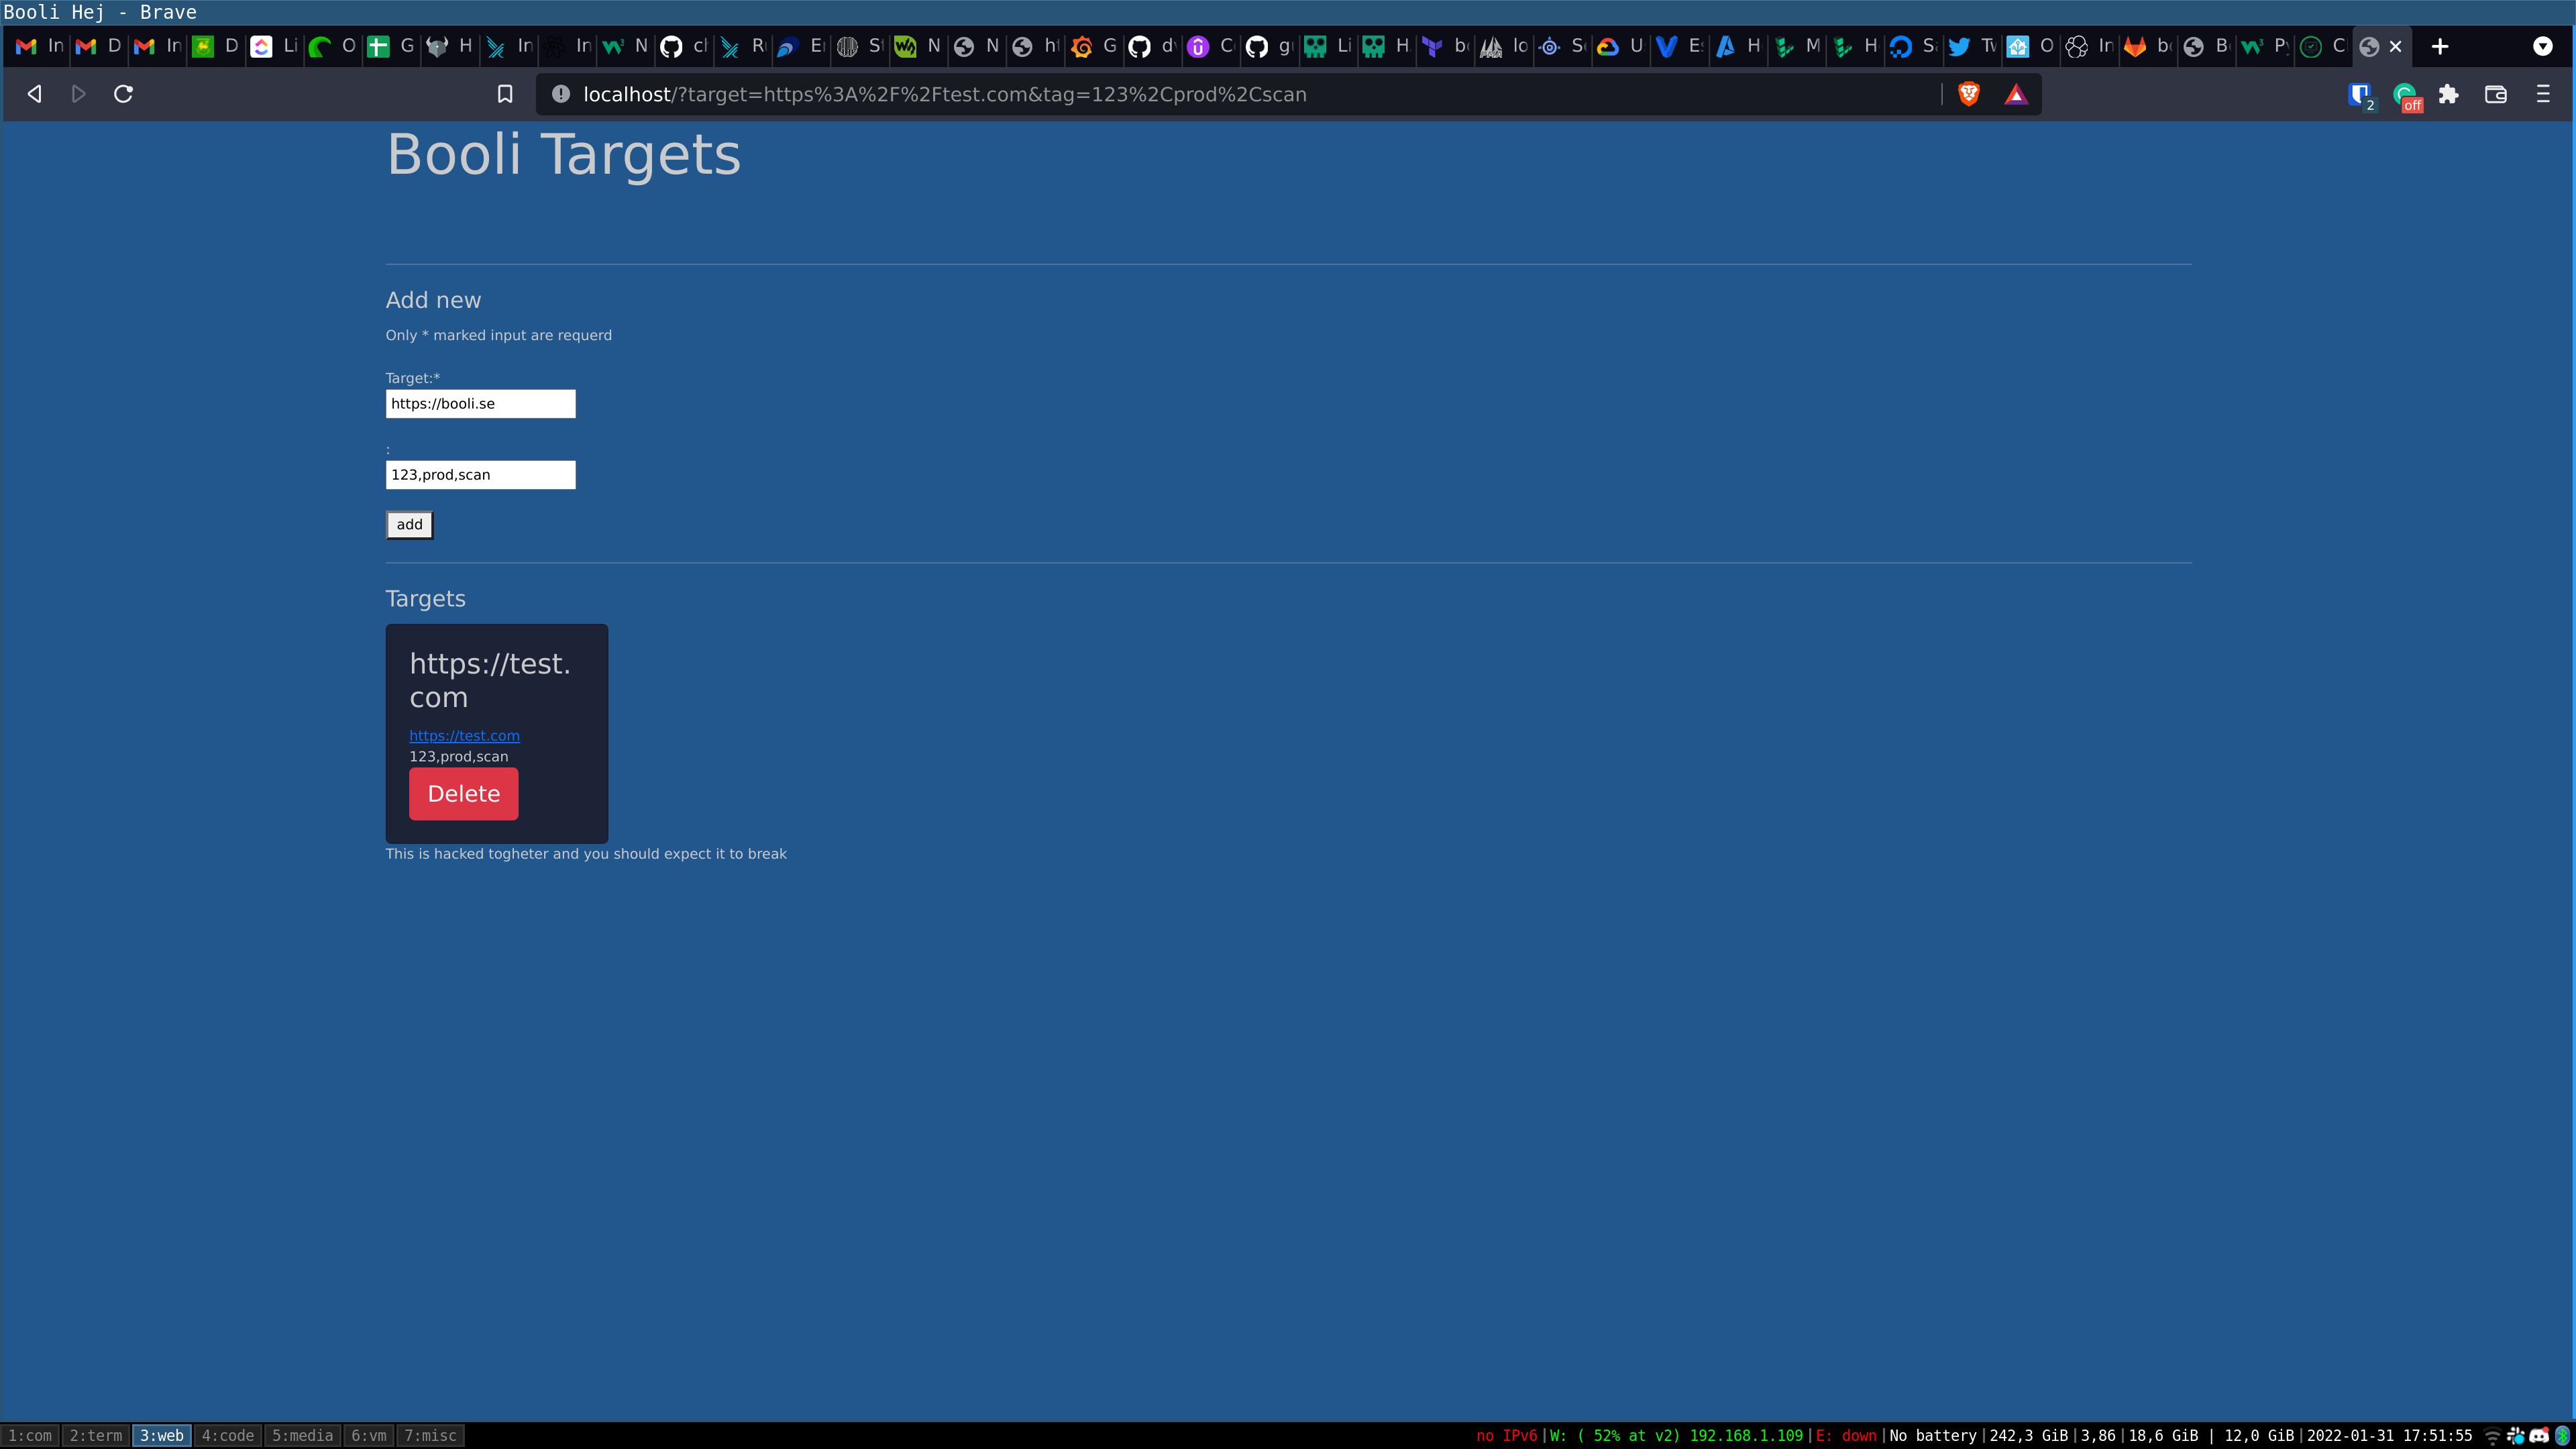 Booli Hej - Brave
In D In D Li O G H In In N cl R E S N N h G d C g Li H b lo S U E H M H S Tw O In b B P C
localhost/?target=https%3A%2F%2Ftest.com&tag=123%2Cprod%2Cscan
2 off
Booli Targets
Add new
Only * marked input are requerd
Target:*
https://booli.se
:
123,prod,scan
add
Targets
https://test.
com
https://test.com
123,prod,scan
Delete
This is hacked togheter and you should expect it to break
1:com 2:term 3:web 4:code 5:media 6:vm 7:misc no IPv6|W: ( 52% at v2) 192.168.1.109|E: down|No battery|242,3 GiB|3,86|18,6 GiB | 12,0 GiB|2022-01-31 17:51:55